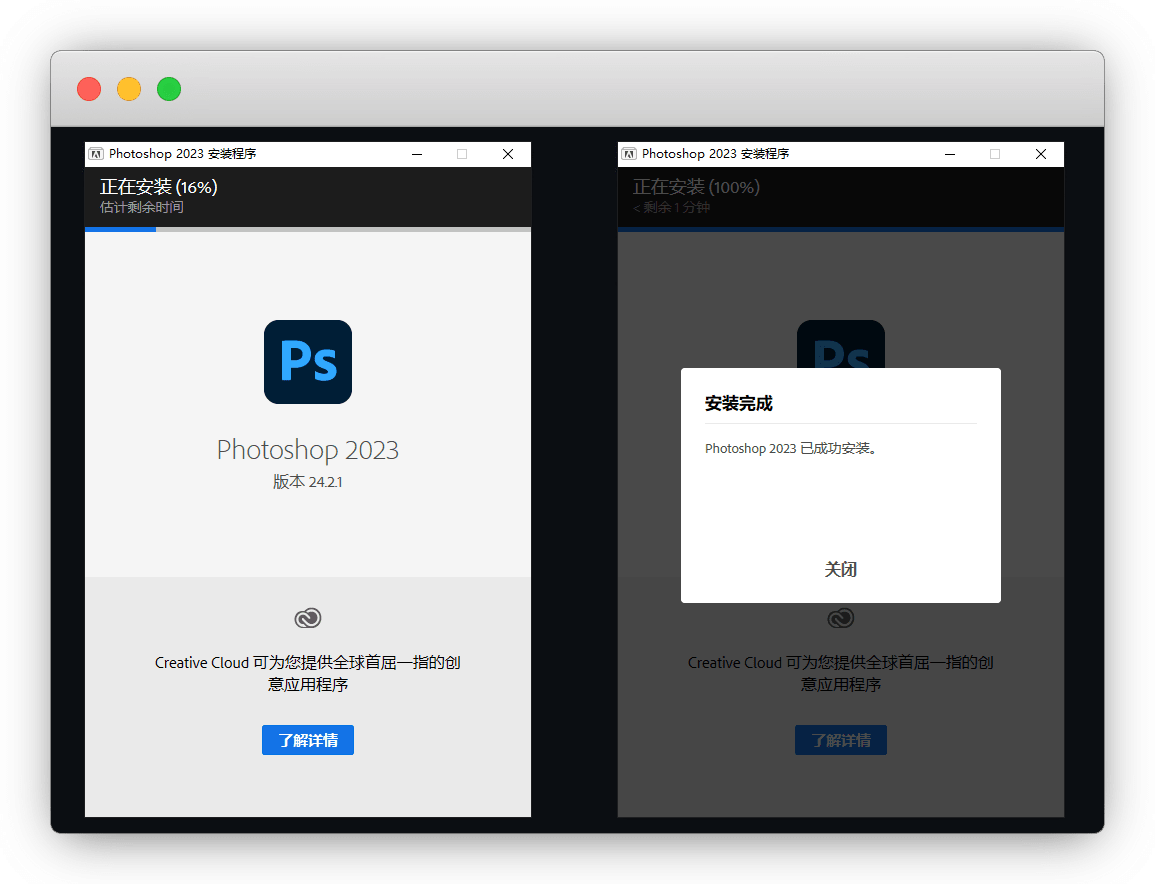 Photoshop 2023 安装程序
正在安装 (16%)
估计剩余时间
Ps
Photoshop 2023
版本 24.2.1
Creative Cloud 可为您提供全球首屈一指的创
意应用程序
了解详情
Photoshop 2023 安装程序
正在安装 (100%)
< 剩余 1 分钟
Ps
安装完成
Photoshop 2023 已成功安装。
关闭
Creative Cloud 可为您提供全球首屈一指的创
意应用程序
了解详情